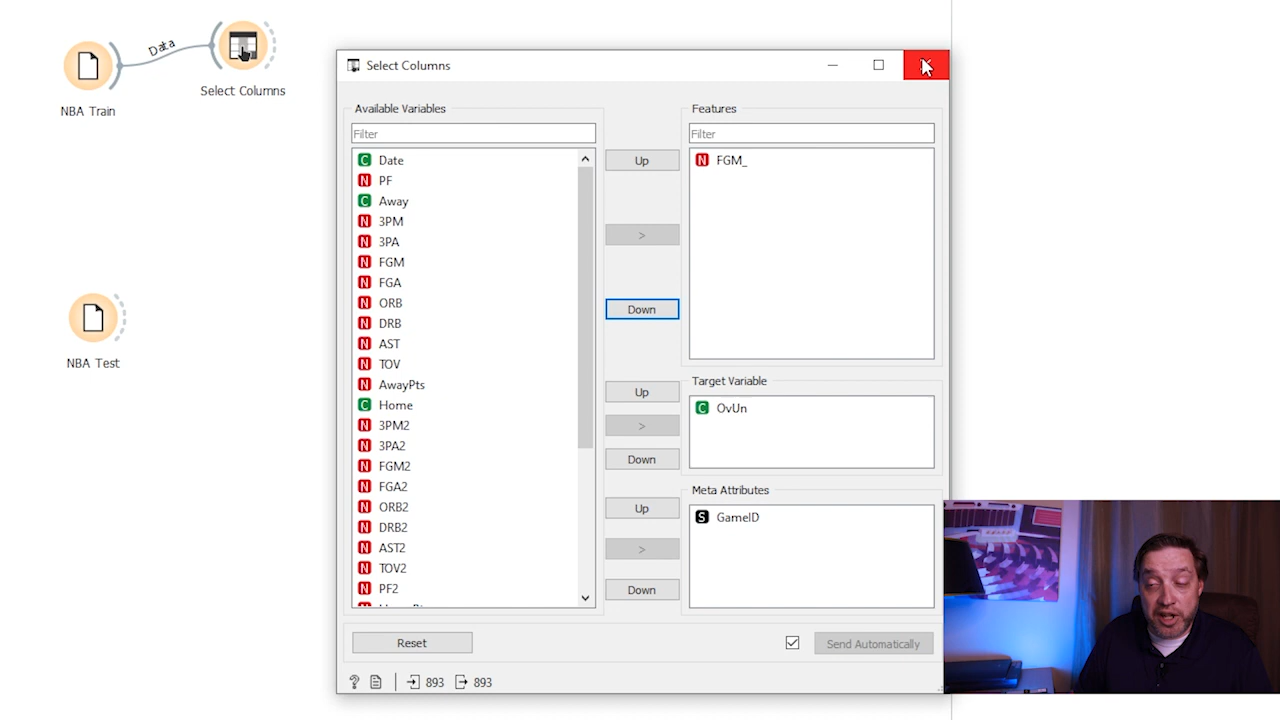 Data
NBA Train
Select Columns
NBA Test
Select Columns
Available Variables
Filter
C Date
N PF
C Away
N 3PM
N 3PA
N FGM
N FGA
N ORB
N DRB
N AST
N TOV
N AwayPts
C Home
N 3PM2
N 3PA2
N FGM2
N FGA2
N ORB2
N DRB2
N AST2
N TOV2
N PF2
Up
>
Down
Up
>
Down
Up
>
Down
Features
Filter
N FGM_
Target Variable
C OvUn
Meta Attributes
S GameID
Reset
Send Automatically
? 893 893